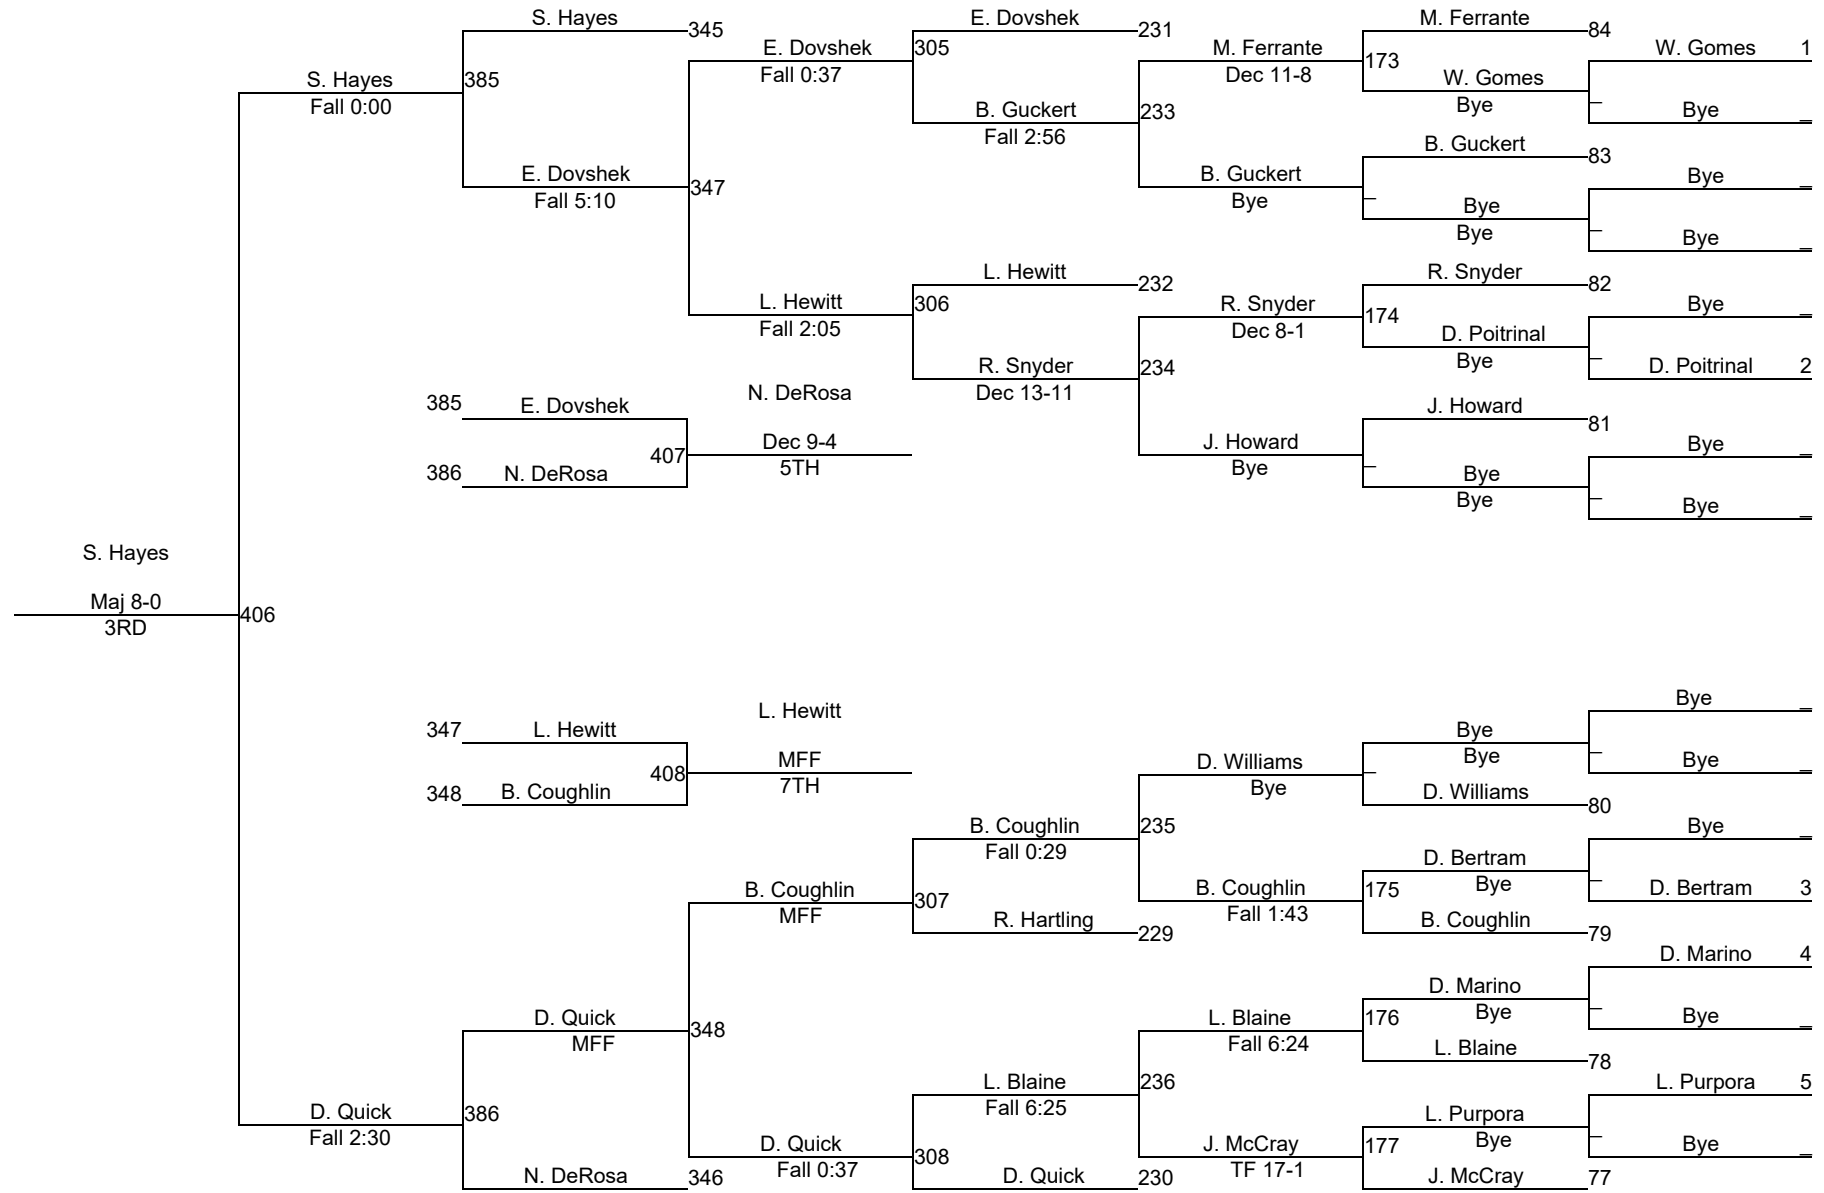 S. Hayes
345
E. Dovshek
231
M. Ferrante
84
E. Dovshek
305
M. Ferrante
W. Gomes 1
Fall 0:37
Dec 11-8
173
S. Hayes
385
W. Gomes
Fall 0:00
Bye
_
B. Guckert
233
Bye _
Fall 2:56
B. Guckert
83
E. Dovshek
347
B. Guckert
Bye _
Fall 5:10
Bye
_
Bye
Bye
_
Bye _
L. Hewitt
232
R. Snyder
82
L. Hewitt
306
R. Snyder
Bye _
Fall 2:05
Dec 8-1
174
D. Poitrinal
Bye
_
R. Snyder
234
D. Poitrinal 2
Dec 13-11
N. DeRosa
385
E. Dovshek
J. Howard
81
Dec 9-4
J. Howard
Bye _
407
5TH
Bye
_
386
N. DeRosa
Bye
Bye
_
Bye _
S. Hayes
Maj 8-0
406
3RD
Bye _
L. Hewitt
347
L. Hewitt
Bye
MFF
D. Williams
Bye
_
Bye _
408
7TH
Bye
_
348
B. Coughlin
D. Williams
80
B. Coughlin
235
Bye _
Fall 0:29
D. Bertram
B. Coughlin
307
B. Coughlin
175
Bye
_
D. Bertram 3
MFF
Fall 1:43
R. Hartling
229
B. Coughlin
79
D. Marino 4
D. Marino
D. Quick
348
L. Blaine
176
Bye
_
Bye _
MFF
Fall 6:24
L. Blaine
78
L. Blaine
236
L. Purpora 5
Fall 6:25
D. Quick
386
L. Purpora
Fall 2:30
D. Quick
308
J. McCray
177
Bye
_
Bye _
Fall 0:37
TF 17-1
N. DeRosa
346
D. Quick
230
J. McCray
77